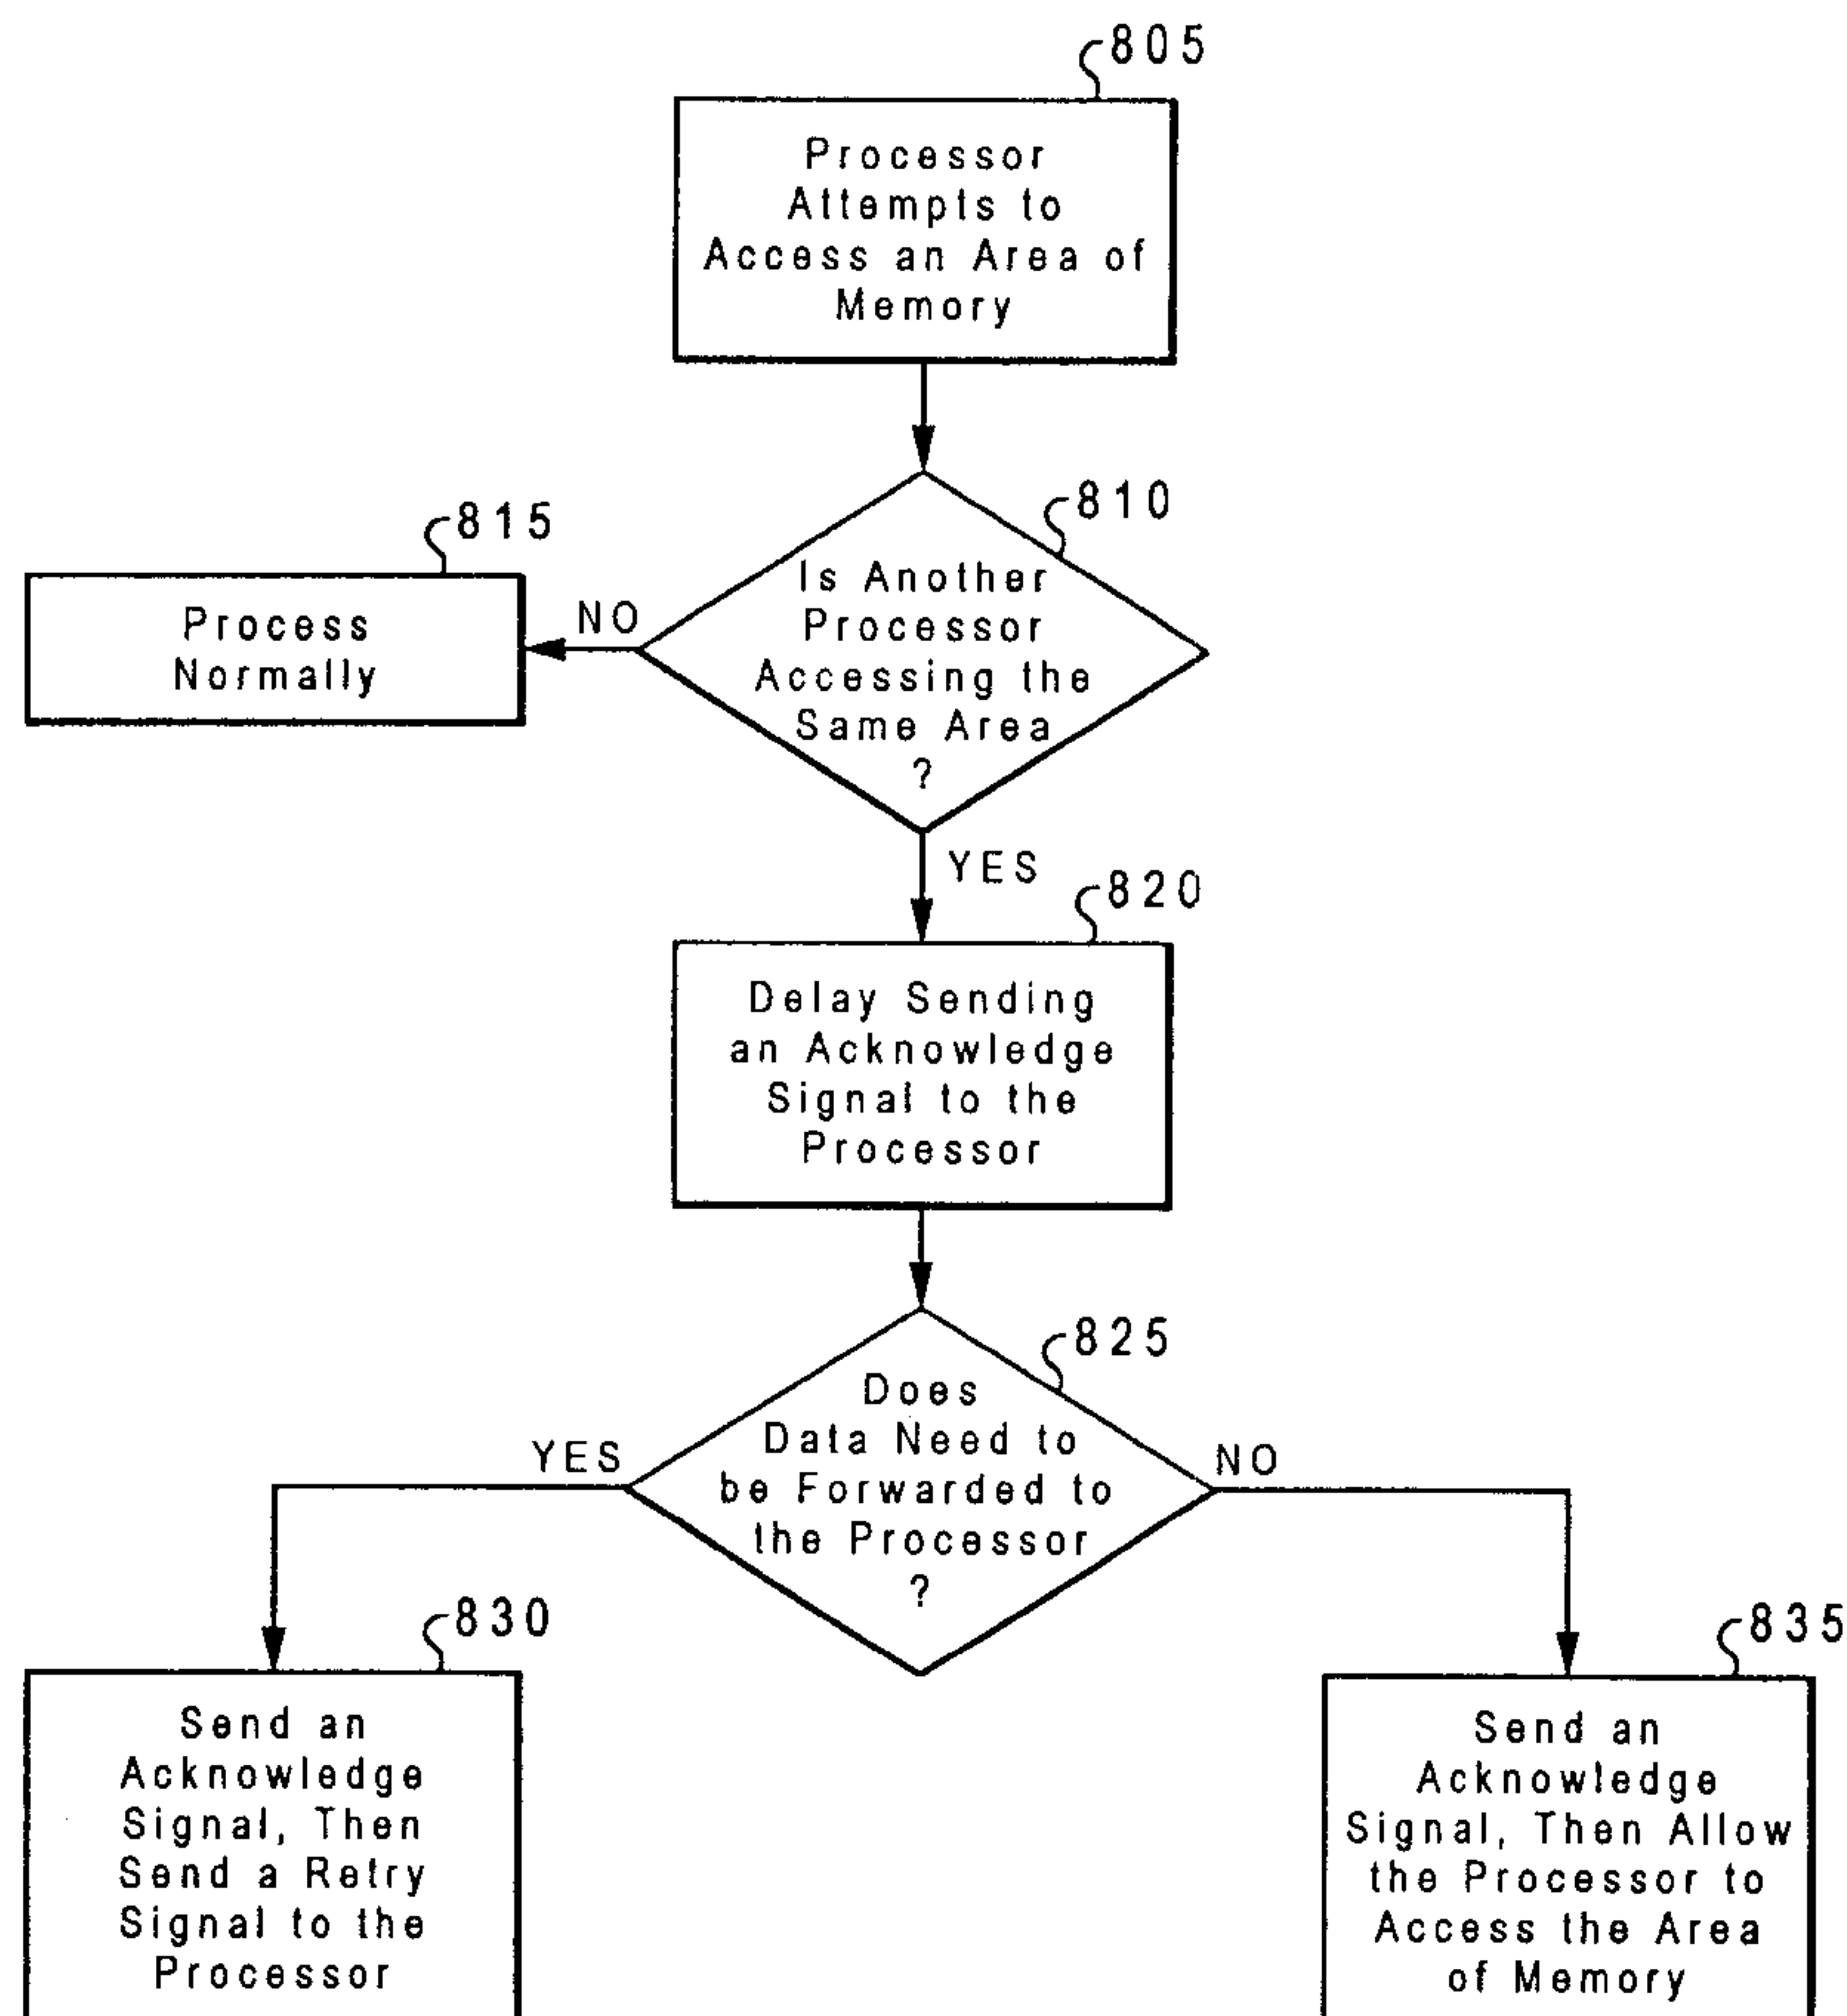 805
Processor
Attempts to
Access an Area of
Memory
810
Is Another
Processor
Accessing the
Same Area
?
NO
815
Process
Normally
YES
820
Delay Sending
an Acknowledge
Signal to the
Processor
825
Does
Data Need to
be Forwarded to
the Processor
?
YES
NO
830
Send an
Acknowledge
Signal, Then
Send a Retry
Signal to the
Processor
835
Send an
Acknowledge
Signal, Then Allow
the Processor to
Access the Area
of Memory